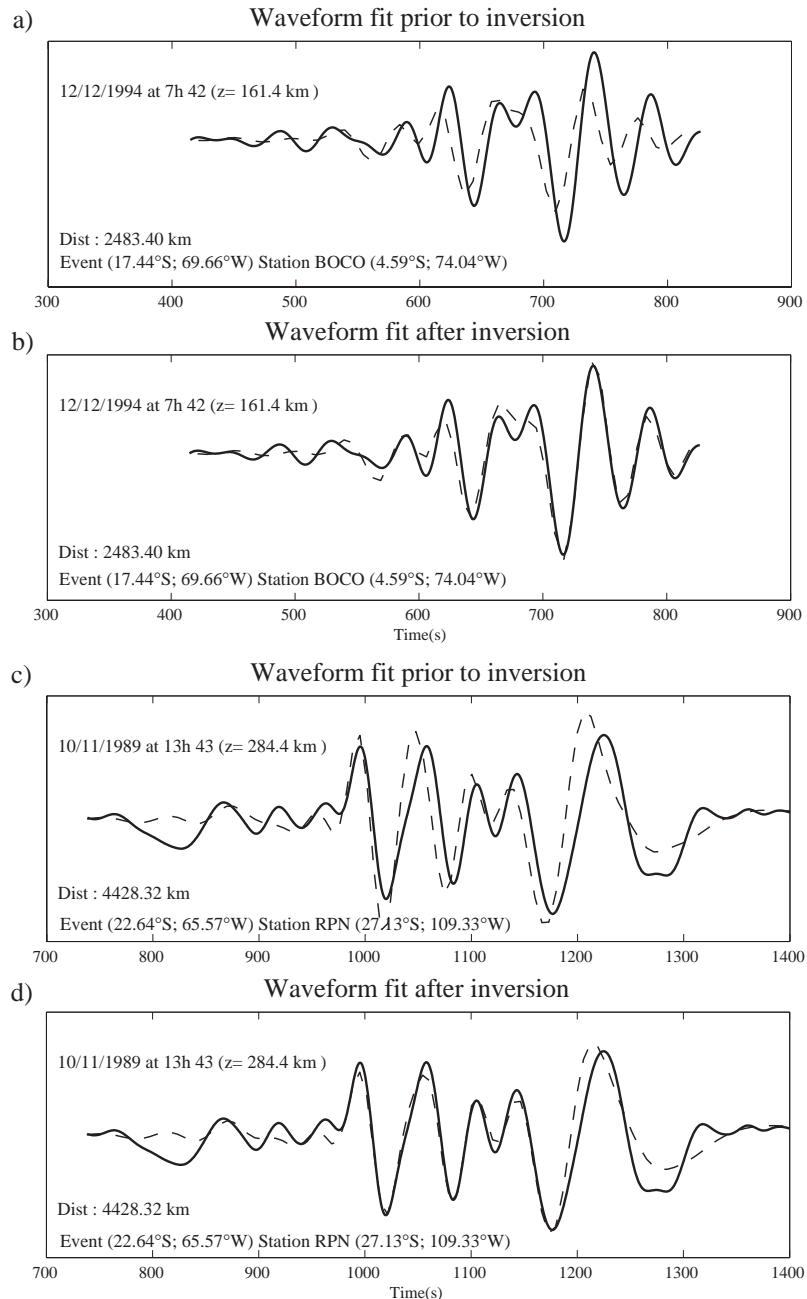 a)
Waveform fit prior to inversion
12/12/1994 at 7h 42 (z= 161.4 km )
Dist : 2483.40 km
Event (17.44°S; 69.66°W) Station BOCO (4.59°S; 74.04°W)
300 400 500 600 700 800 900
b)
Waveform fit after inversion
12/12/1994 at 7h 42 (z= 161.4 km )
Dist : 2483.40 km
Event (17.44°S; 69.66°W) Station BOCO (4.59°S; 74.04°W)
300 400 500 600 700 800 900
Time(s)
c)
Waveform fit prior to inversion
10/11/1989 at 13h 43 (z= 284.4 km )
Dist : 4428.32 km
Event (22.64°S; 65.57°W) Station RPN (27.13°S; 109.33°W)
700 800 900 1000 1100 1200 1300 1400
d)
Waveform fit after inversion
10/11/1989 at 13h 43 (z= 284.4 km )
Dist : 4428.32 km
Event (22.64°S; 65.57°W) Station RPN (27.13°S; 109.33°W)
700 800 900 1000 1100 1200 1300 1400
Time(s)